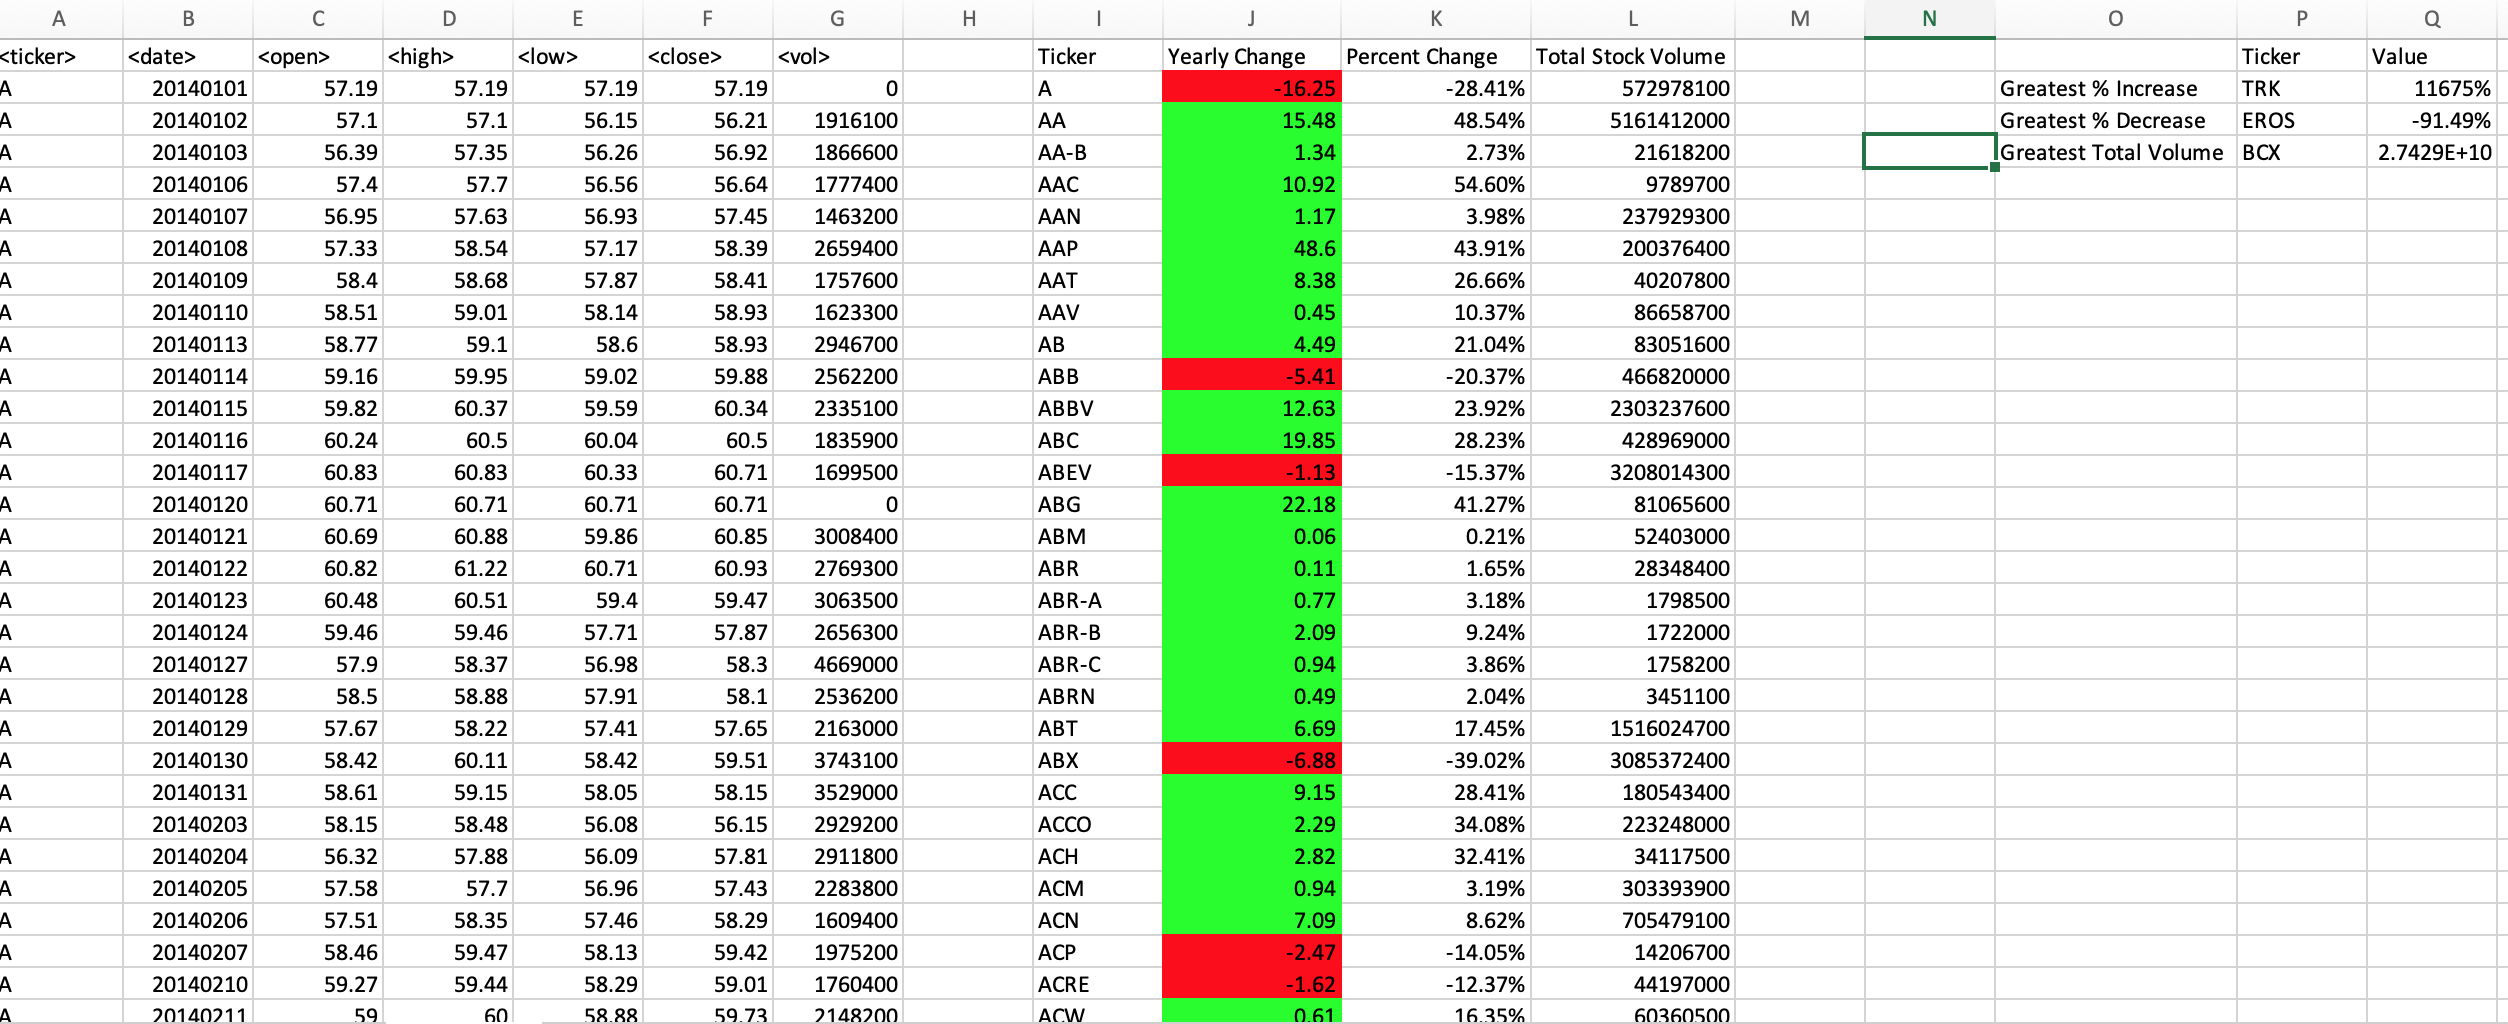 A B C D E F G H I J K L M N O P Q
<ticker> <date> <open> <high> <low> <close> <vol> Ticker Yearly Change Percent Change Total Stock Volume Ticker Value
A 20140101 57.19 57.19 57.19 57.19 0 A -16.25 -28.41% 572978100 Greatest % Increase TRK 11675%
A 20140102 57.1 57.1 56.15 56.21 1916100 AA 15.48 48.54% 5161412000 Greatest % Decrease EROS -91.49%
A 20140103 56.39 57.35 56.26 56.92 1866600 AA-B 1.34 2.73% 21618200 Greatest Total Volume BCX 2.7429E+10
A 20140106 57.4 57.7 56.56 56.64 1777400 AAC 10.92 54.60% 9789700
A 20140107 56.95 57.63 56.93 57.45 1463200 AAN 1.17 3.98% 237929300
A 20140108 57.33 58.54 57.17 58.39 2659400 AAP 48.6 43.91% 200376400
A 20140109 58.4 58.68 57.87 58.41 1757600 AAT 8.38 26.66% 40207800
A 20140110 58.51 59.01 58.14 58.93 1623300 AAV 0.45 10.37% 86658700
A 20140113 58.77 59.1 58.6 58.93 2946700 AB 4.49 21.04% 83051600
A 20140114 59.16 59.95 59.02 59.88 2562200 ABB -5.41 -20.37% 466820000
A 20140115 59.82 60.37 59.59 60.34 2335100 ABBV 12.63 23.92% 2303237600
A 20140116 60.24 60.5 60.04 60.5 1835900 ABC 19.85 28.23% 428969000
A 20140117 60.83 60.83 60.33 60.71 1699500 ABEV -1.13 -15.37% 3208014300
A 20140120 60.71 60.71 60.71 60.71 0 ABG 22.18 41.27% 81065600
A 20140121 60.69 60.88 59.86 60.85 3008400 ABM 0.06 0.21% 52403000
A 20140122 60.82 61.22 60.71 60.93 2769300 ABR 0.11 1.65% 28348400
A 20140123 60.48 60.51 59.4 59.47 3063500 ABR-A 0.77 3.18% 1798500
A 20140124 59.46 59.46 57.71 57.87 2656300 ABR-B 2.09 9.24% 1722000
A 20140127 57.9 58.37 56.98 58.3 4669000 ABR-C 0.94 3.86% 1758200
A 20140128 58.5 58.88 57.91 58.1 2536200 ABRN 0.49 2.04% 3451100
A 20140129 57.67 58.22 57.41 57.65 2163000 ABT 6.69 17.45% 1516024700
A 20140130 58.42 60.11 58.42 59.51 3743100 ABX -6.88 -39.02% 3085372400
A 20140131 58.61 59.15 58.05 58.15 3529000 ACC 9.15 28.41% 180543400
A 20140203 58.15 58.48 56.08 56.15 2929200 ACCO 2.29 34.08% 223248000
A 20140204 56.32 57.88 56.09 57.81 2911800 ACH 2.82 32.41% 34117500
A 20140205 57.58 57.7 56.96 57.43 2283800 ACM 0.94 3.19% 303393900
A 20140206 57.51 58.35 57.46 58.29 1609400 ACN 7.09 8.62% 705479100
A 20140207 58.46 59.47 58.13 59.42 1975200 ACP -2.47 -14.05% 14206700
A 20140210 59.27 59.44 58.29 59.01 1760400 ACRE -1.62 -12.37% 44197000
A 20140211 59 60 58.88 59.73 2148200 ACW 0.61 16.35% 60360500